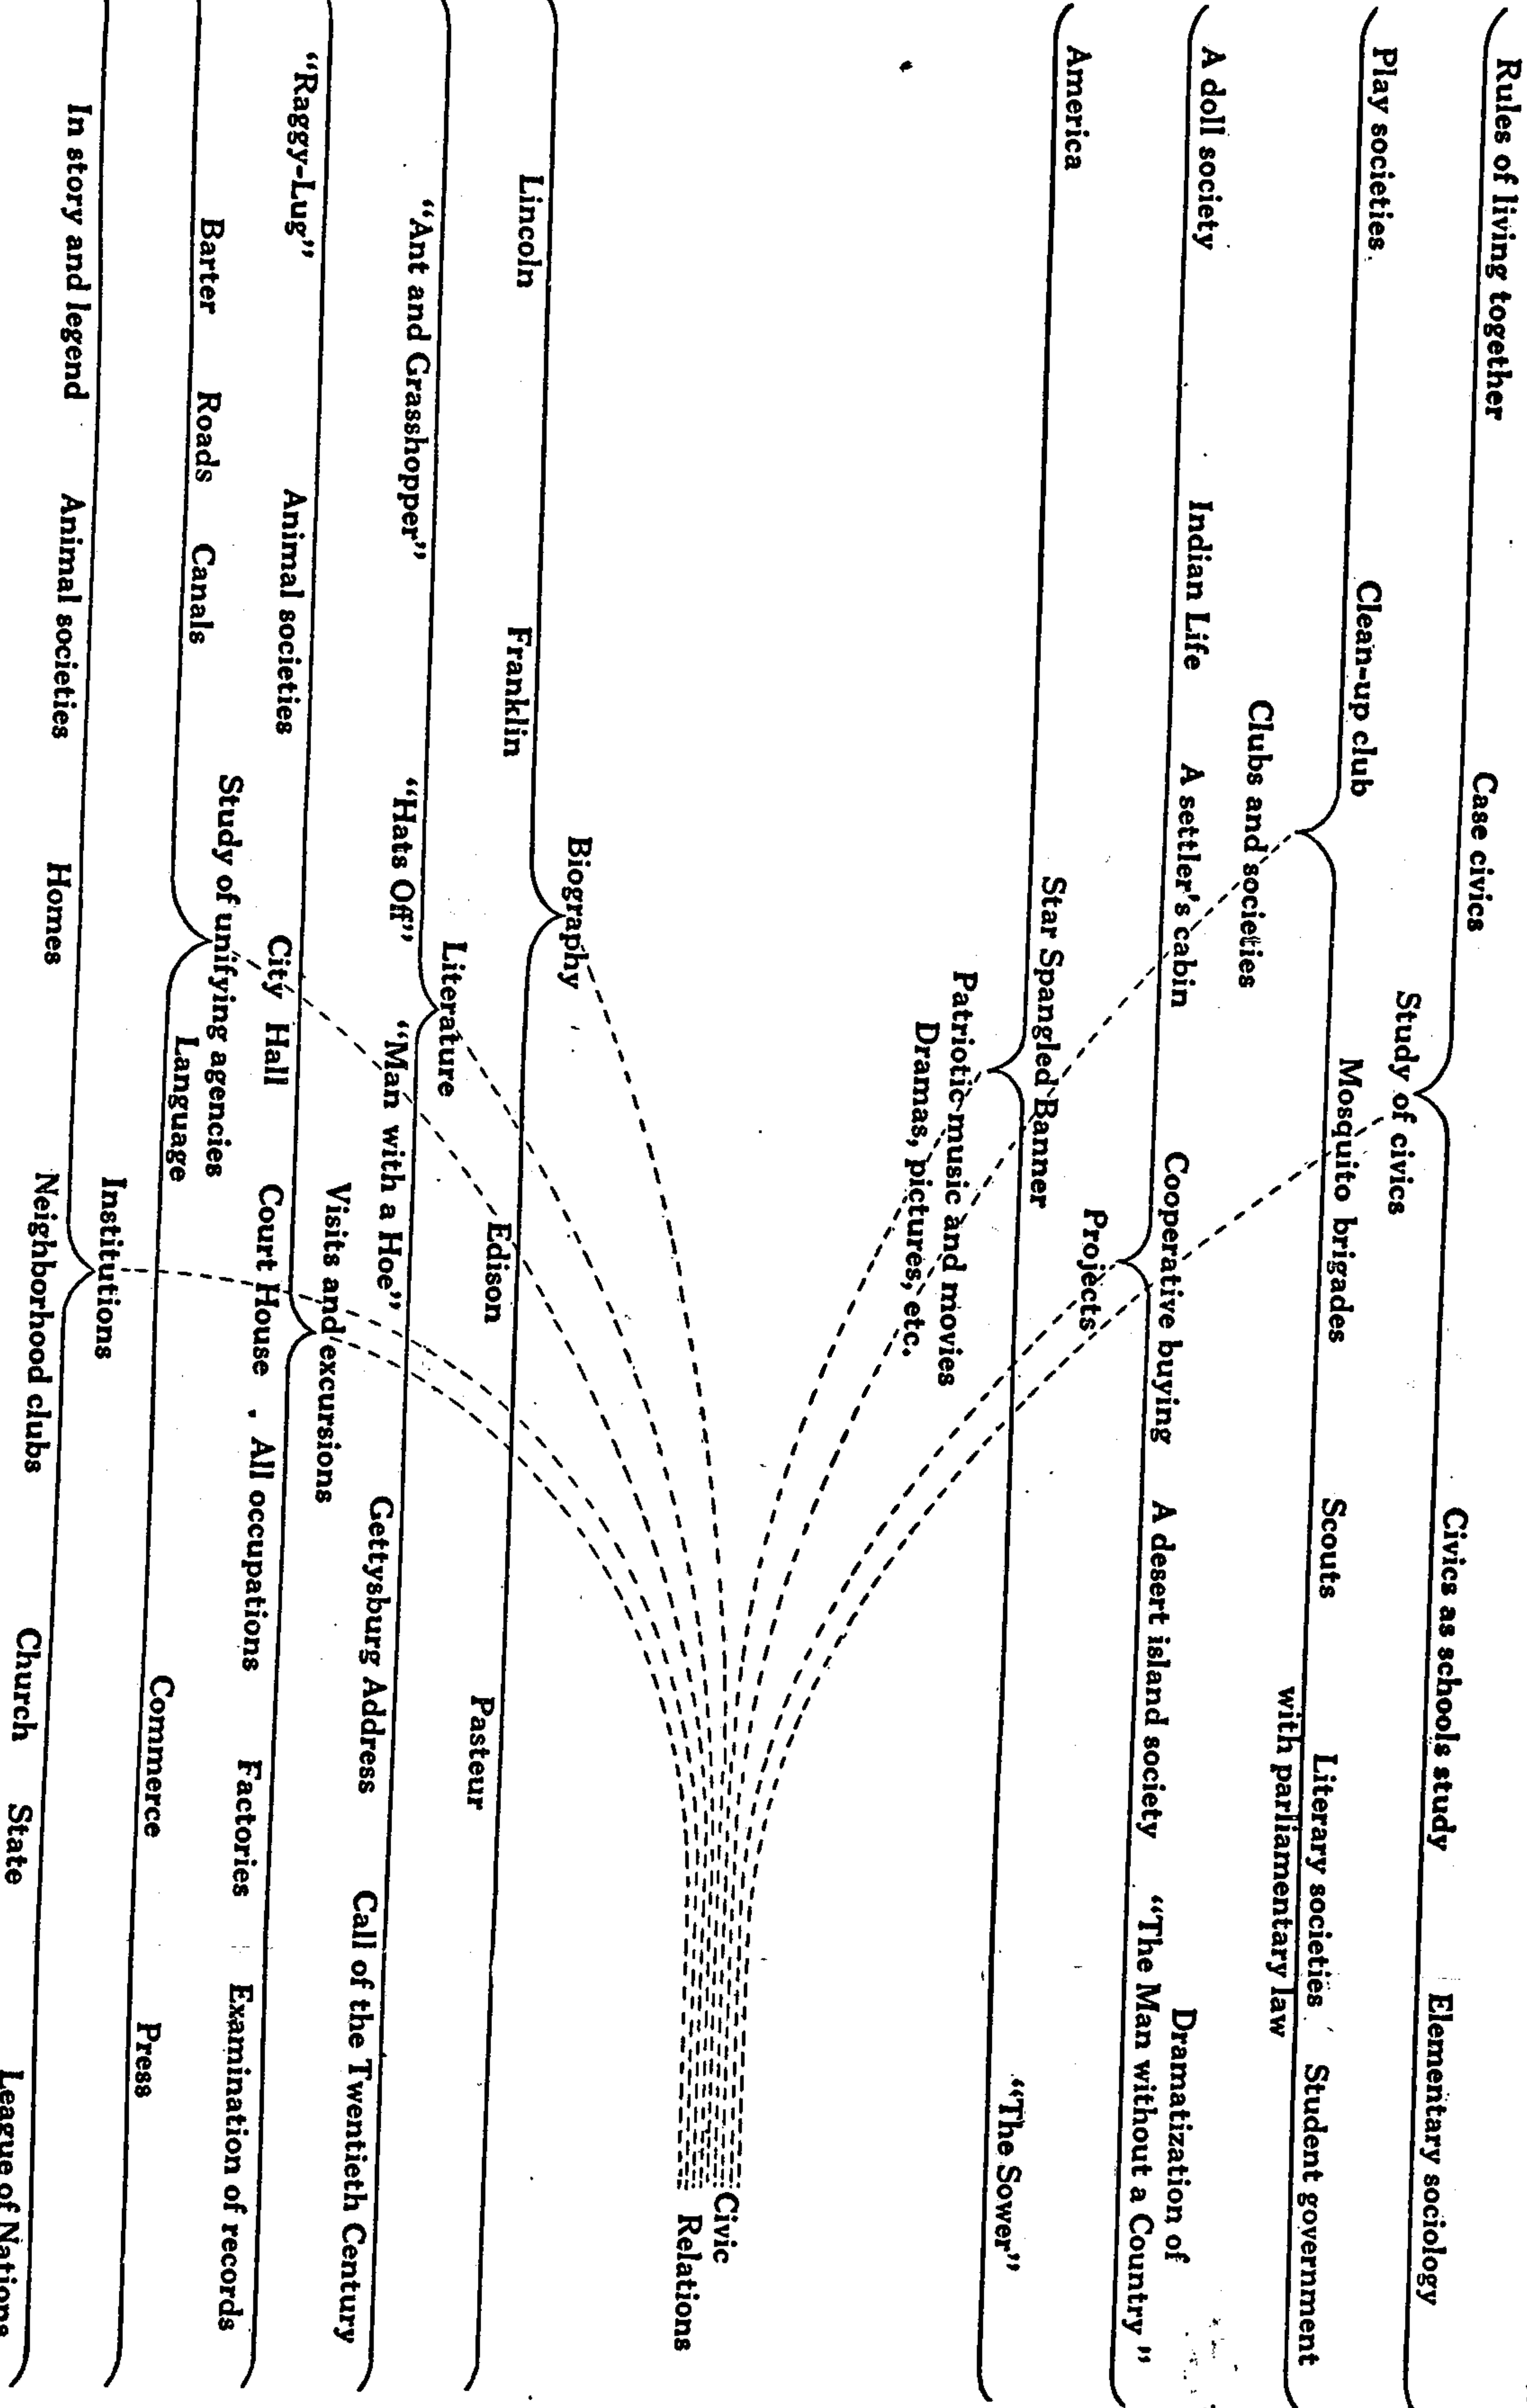 Rules of living together Case civics Civics as schools study Elementary sociology
Study of civics
Play societies. Clean-up club Mosquito brigades Scouts Literary societies Student government
with parliamentary law
Clubs and societies
A doll society Indian Life A settler's cabin Cooperative buying A desert island society Dramatization of
"The Man without a Country"
Projects
America Star Spangled Banner "The Sower"
Patriotic music and movies
Dramas, pictures, etc.
Civic
Relations
Biography
Lincoln Franklin Edison Pasteur
Literature
"Ant and Grasshopper" "Hats Off" "Man with a Hoe" Gettysburg Address Call of the Twentieth Century
Visits and excursions
"Raggy-Lug" Animal societies City Hall Court House All occupations Factories Examination of records
Study of unifying agencies
Barter Roads Canals Language Commerce Press
Institutions
In story and legend Animal societies Homes Neighborhood clubs Church State League of Nations